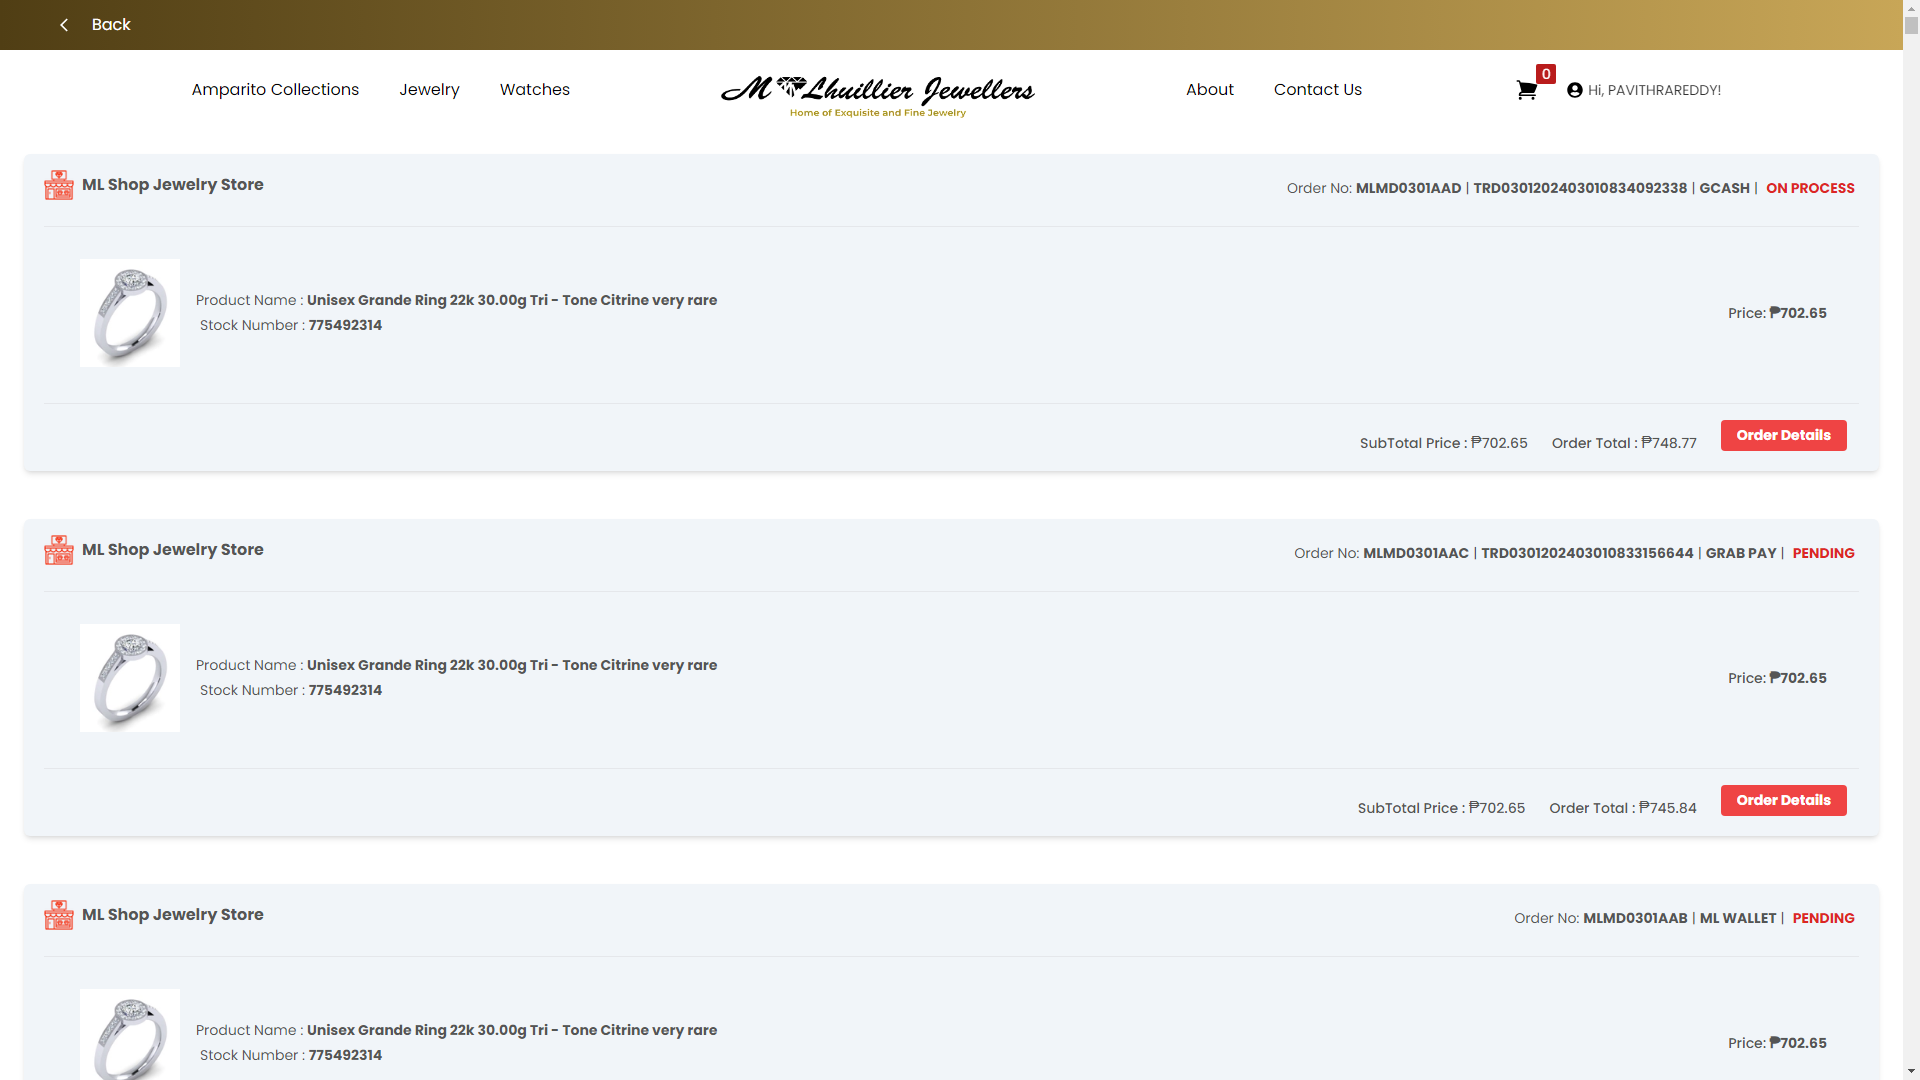 Back
Amparito Collections Jewelry Watches M Lhuillier Jewellers About Contact Us 0 Hi, PAVITHRAREDDY!
Home of Exquisite and Fine Jewelry
ML Shop Jewelry Store Order No: MLMD0301AAD | TRD0301202403010834092338 | GCASH | ON PROCESS
Product Name : Unisex Grande Ring 22k 30.00g Tri - Tone Citrine very rare
Stock Number : 775492314
Price: ₱702.65
SubTotal Price : ₱702.65 Order Total : ₱748.77 Order Details
ML Shop Jewelry Store Order No: MLMD0301AAC | TRD0301202403010833156644 | GRAB PAY | PENDING
Product Name : Unisex Grande Ring 22k 30.00g Tri - Tone Citrine very rare
Stock Number : 775492314
Price: ₱702.65
SubTotal Price : ₱702.65 Order Total : ₱745.84 Order Details
ML Shop Jewelry Store Order No: MLMD0301AAB | ML WALLET | PENDING
Product Name : Unisex Grande Ring 22k 30.00g Tri - Tone Citrine very rare
Stock Number : 775492314
Price: ₱702.65